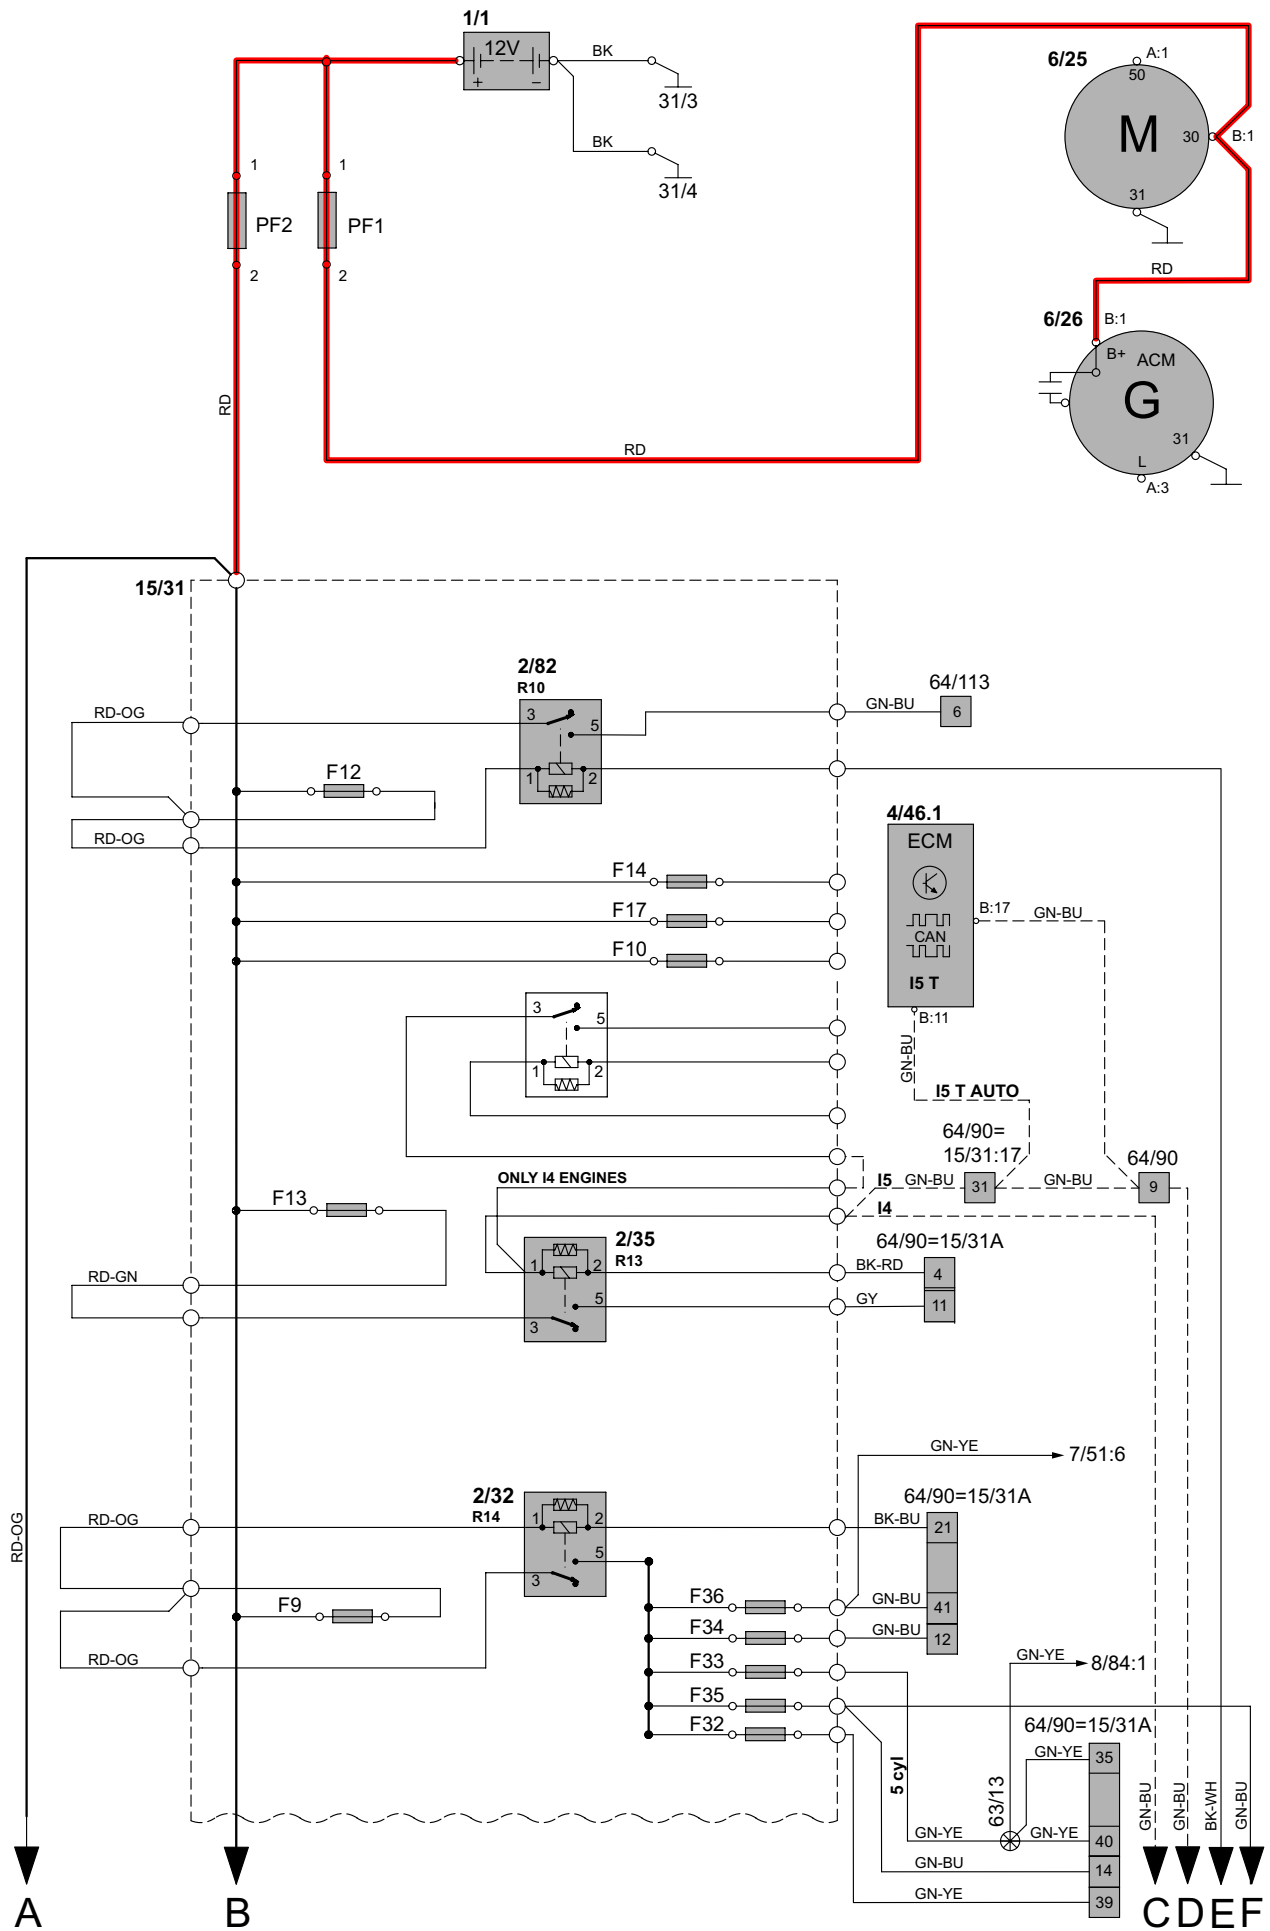 1/1
12V
+ −
BK
31/3
BK
31/4
6/25
A:1
50
M
30
B:1
31
RD
6/26
B:1
B+
ACM
G
31
L
A:3
1
PF2
2
1
PF1
2
RD
RD
15/31
2/82
R10
3
5
1
2
RD-OG
F12
RD-OG
GN-BU
64/113
6
F14
F17
F10
4/46.1
ECM
CAN
I5 T
B:17
GN-BU
B:11
GN-BU
I5 T AUTO
3
5
1
2
64/90=
15/31:17
64/90
ONLY I4 ENGINES
I5
GN-BU
31
GN-BU
9
I4
F13
2/35
R13
1
2
5
3
RD-GN
64/90=15/31A
BK-RD
4
GY
11
GN-YE
7/51:6
2/32
R14
1
2
5
3
RD-OG
64/90=15/31A
BK-BU
21
F9
RD-OG
RD-OG
F36
GN-BU
41
F34
GN-BU
12
F33
GN-YE
8/84:1
F35
F32
64/90=15/31A
5 cyl
GN-YE
35
63/13
GN-YE
GN-YE
40
GN-BU
14
GN-YE
39
GN-BU
GN-BU
BK-WH
GN-BU
A
B
C D E F